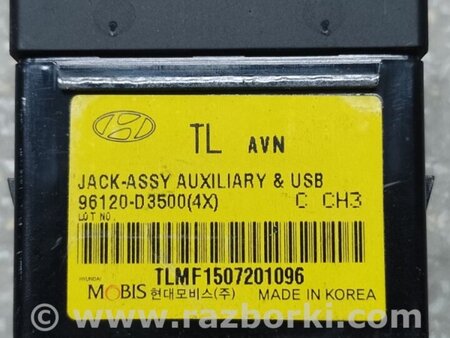 TL AVN
JACK-ASSY AUXILIARY & USB
96120-D3500(4X) C CH3
LOT NO.
TLMF1507201096
HYUNDAI
MOBIS 현대모비스(주) MADE IN KOREA
www.razborki.com